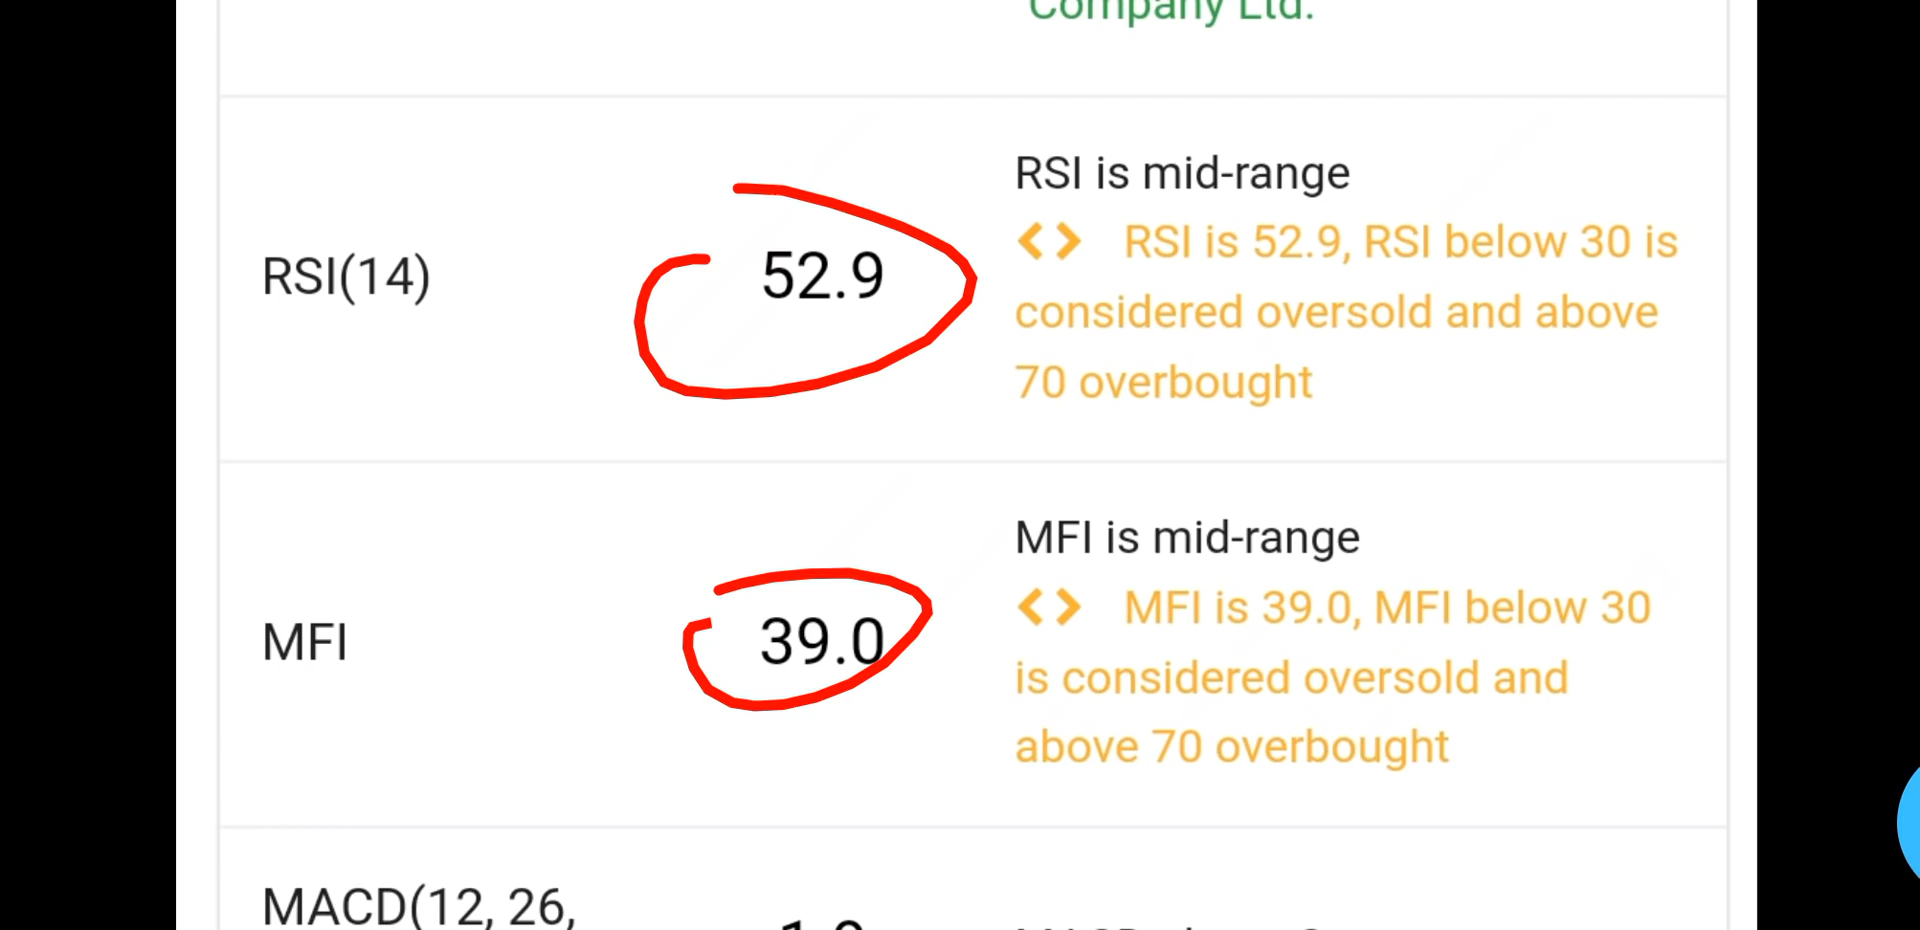 Company Ltd.
RSI(14)
52.9
RSI is mid-range
RSI is 52.9, RSI below 30 is
considered oversold and above
70 overbought
MFI
39.0
MFI is mid-range
MFI is 39.0, MFI below 30
is considered oversold and
above 70 overbought
MACD(12, 26,